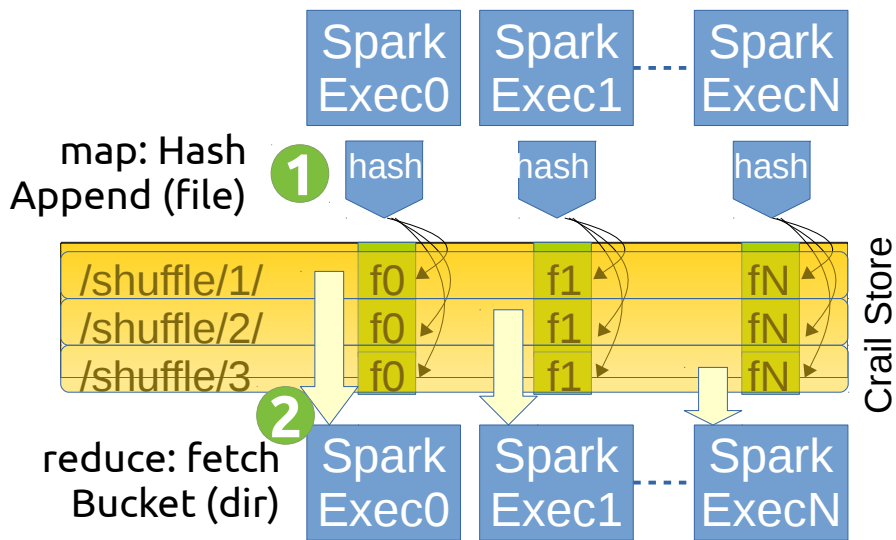 Spark
Exec0
Spark
Exec1
Spark
ExecN
map: Hash
Append (file)
1
hash
hash
hash
/shuffle/1/ f0 f1 fN
/shuffle/2/ f0 f1 fN
/shuffle/3 f0 f1 fN
Crail Store
2
reduce: fetch
Bucket (dir)
Spark
Exec0
Spark
Exec1
Spark
ExecN